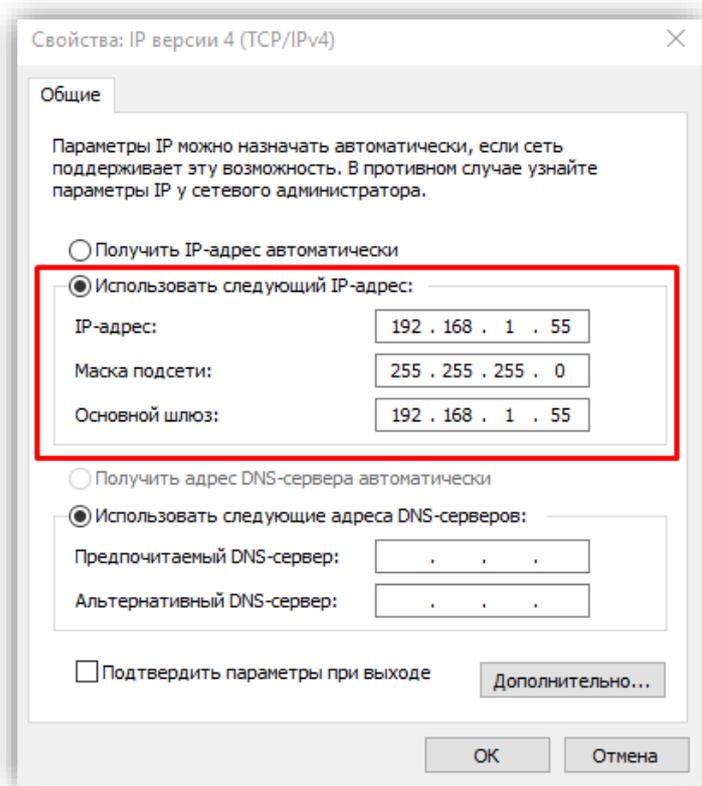 Свойства: IP версии 4 (TCP/IPv4)
Общие
Параметры IP можно назначать автоматически, если сеть
поддерживает эту возможность. В противном случае узнайте
параметры IP у сетевого администратора.
Получить IP-адрес автоматически
Использовать следующий IP-адрес:
IP-адрес: 192 . 168 . 1 . 55
Маска подсети: 255 . 255 . 255 . 0
Основной шлюз: 192 . 168 . 1 . 55
Получить адрес DNS-сервера автоматически
Использовать следующие адреса DNS-серверов:
Предпочитаемый DNS-сервер: . . .
Альтернативный DNS-сервер: . . .
Подтвердить параметры при выходе
Дополнительно...
ОК Отмена